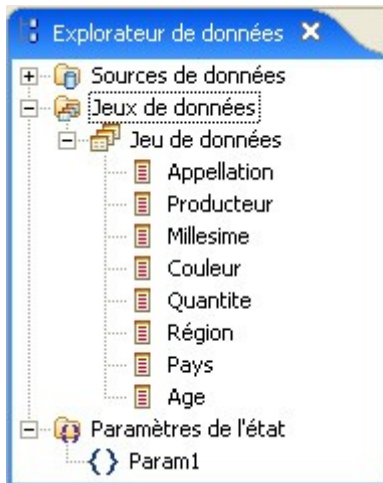 Explorateur de données
Sources de données
Jeux de données
Jeu de données
Appellation
Producteur
Millesime
Couleur
Quantite
Région
Pays
Age
Paramètres de l'état
Param1